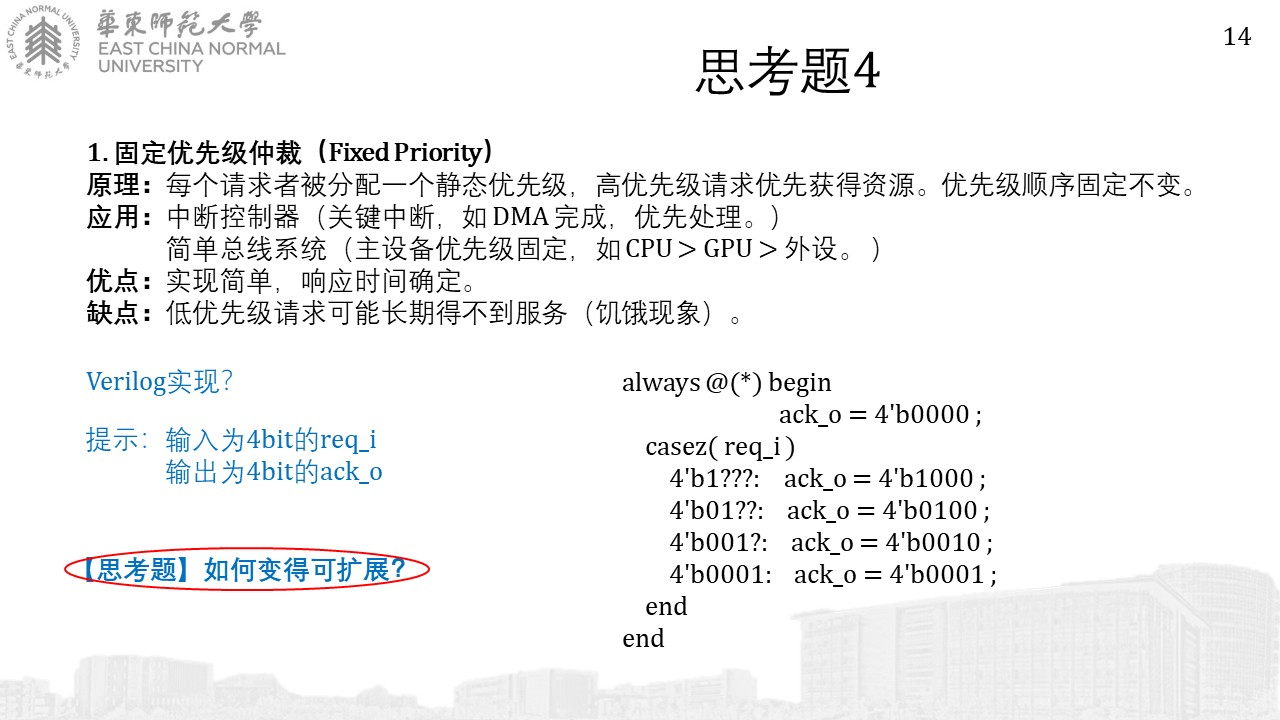 華東師範大學
EAST CHINA NORMAL
UNIVERSITY
EAST CHINA NORMAL UNIVERSITY
華東师范大学
14
思考题4
1. 固定优先级仲裁（Fixed Priority）
原理：每个请求者被分配一个静态优先级，高优先级请求优先获得资源。优先级顺序固定不变。
应用：中断控制器（关键中断，如 DMA 完成，优先处理。）
简单总线系统（主设备优先级固定，如 CPU > GPU > 外设。 ）
优点：实现简单，响应时间确定。
缺点：低优先级请求可能长期得不到服务（饥饿现象）。
Verilog实现？
提示：输入为4bit的req_i
输出为4bit的ack_o
【思考题】如何变得可扩展？
always @(*) begin
ack_o = 4'b0000 ;
casez( req_i )
4'b1???: ack_o = 4'b1000 ;
4'b01??: ack_o = 4'b0100 ;
4'b001?: ack_o = 4'b0010 ;
4'b0001: ack_o = 4'b0001 ;
end
end